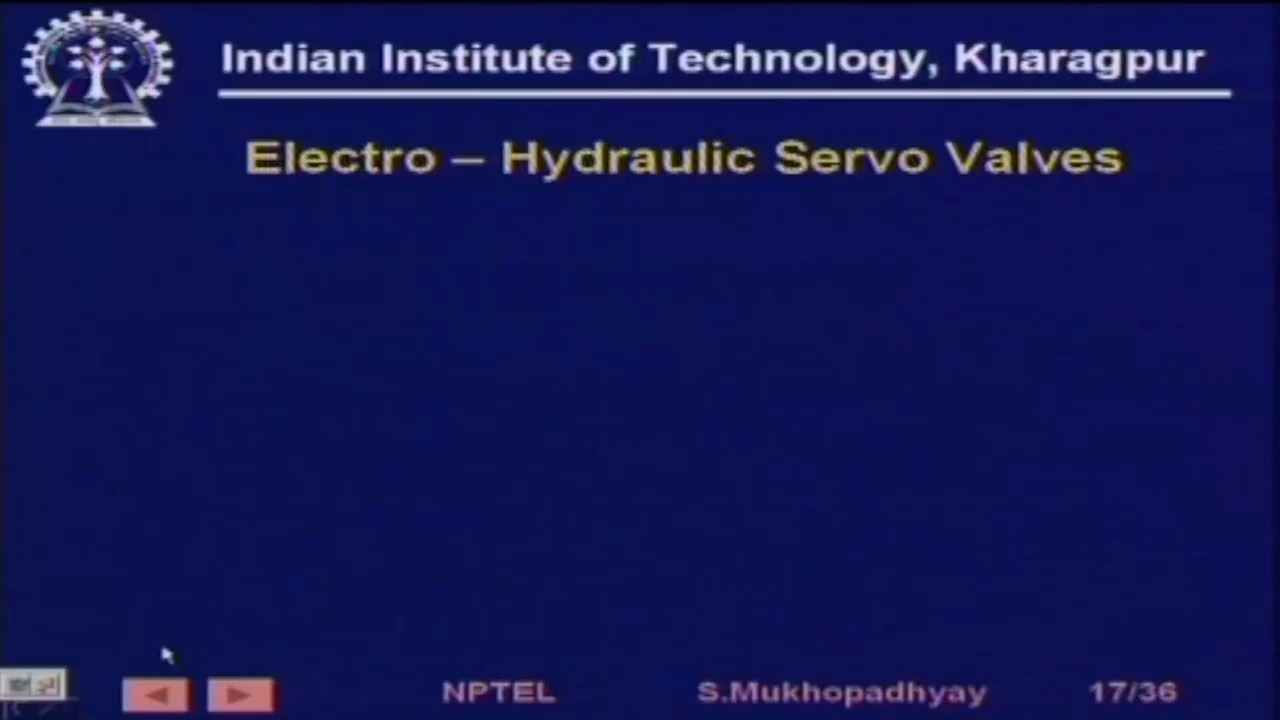 Indian Institute of Technology, Kharagpur
Electro – Hydraulic Servo Valves
NPTEL S.Mukhopadhyay 17/36